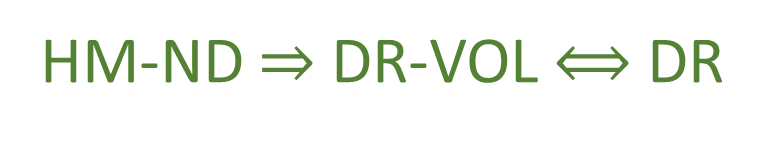 HM-ND ⇒ DR-VOL ⟺ DR